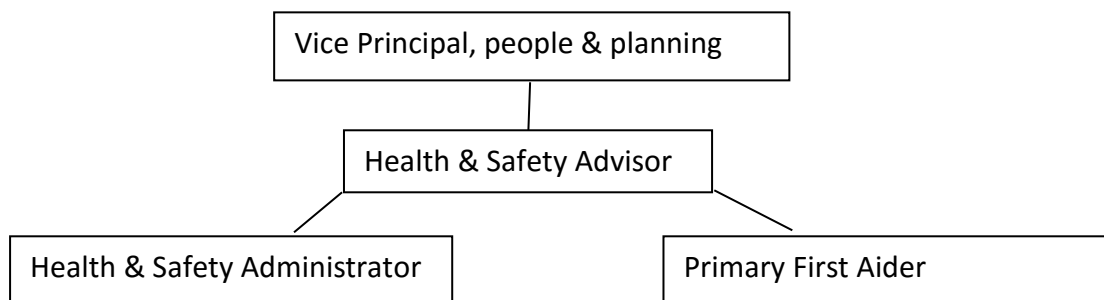 Vice Principal, people & planning
Health & Safety Advisor
Health & Safety Administrator
Primary First Aider